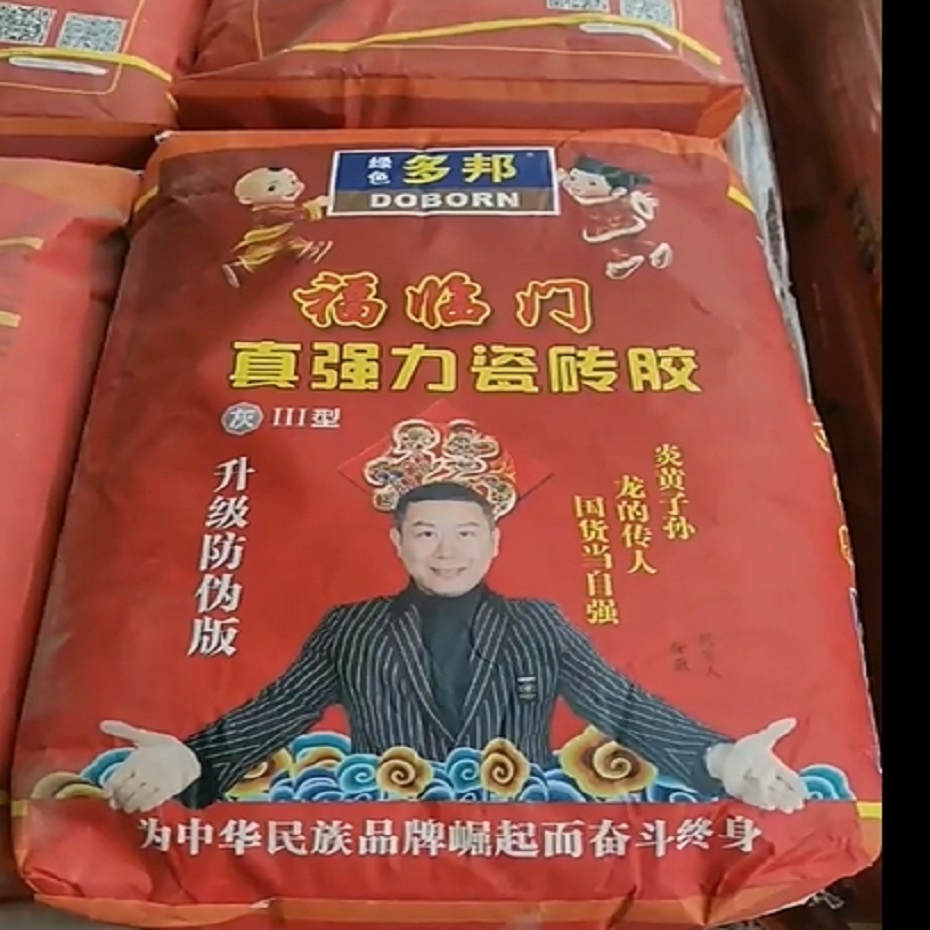 绿色 多邦
DOBORN
福临门
真强力瓷砖胶
灰 III型
升级防伪版
炎黄子孙
龙的传人
国货当自强
为中华民族品牌崛起而奋斗终身